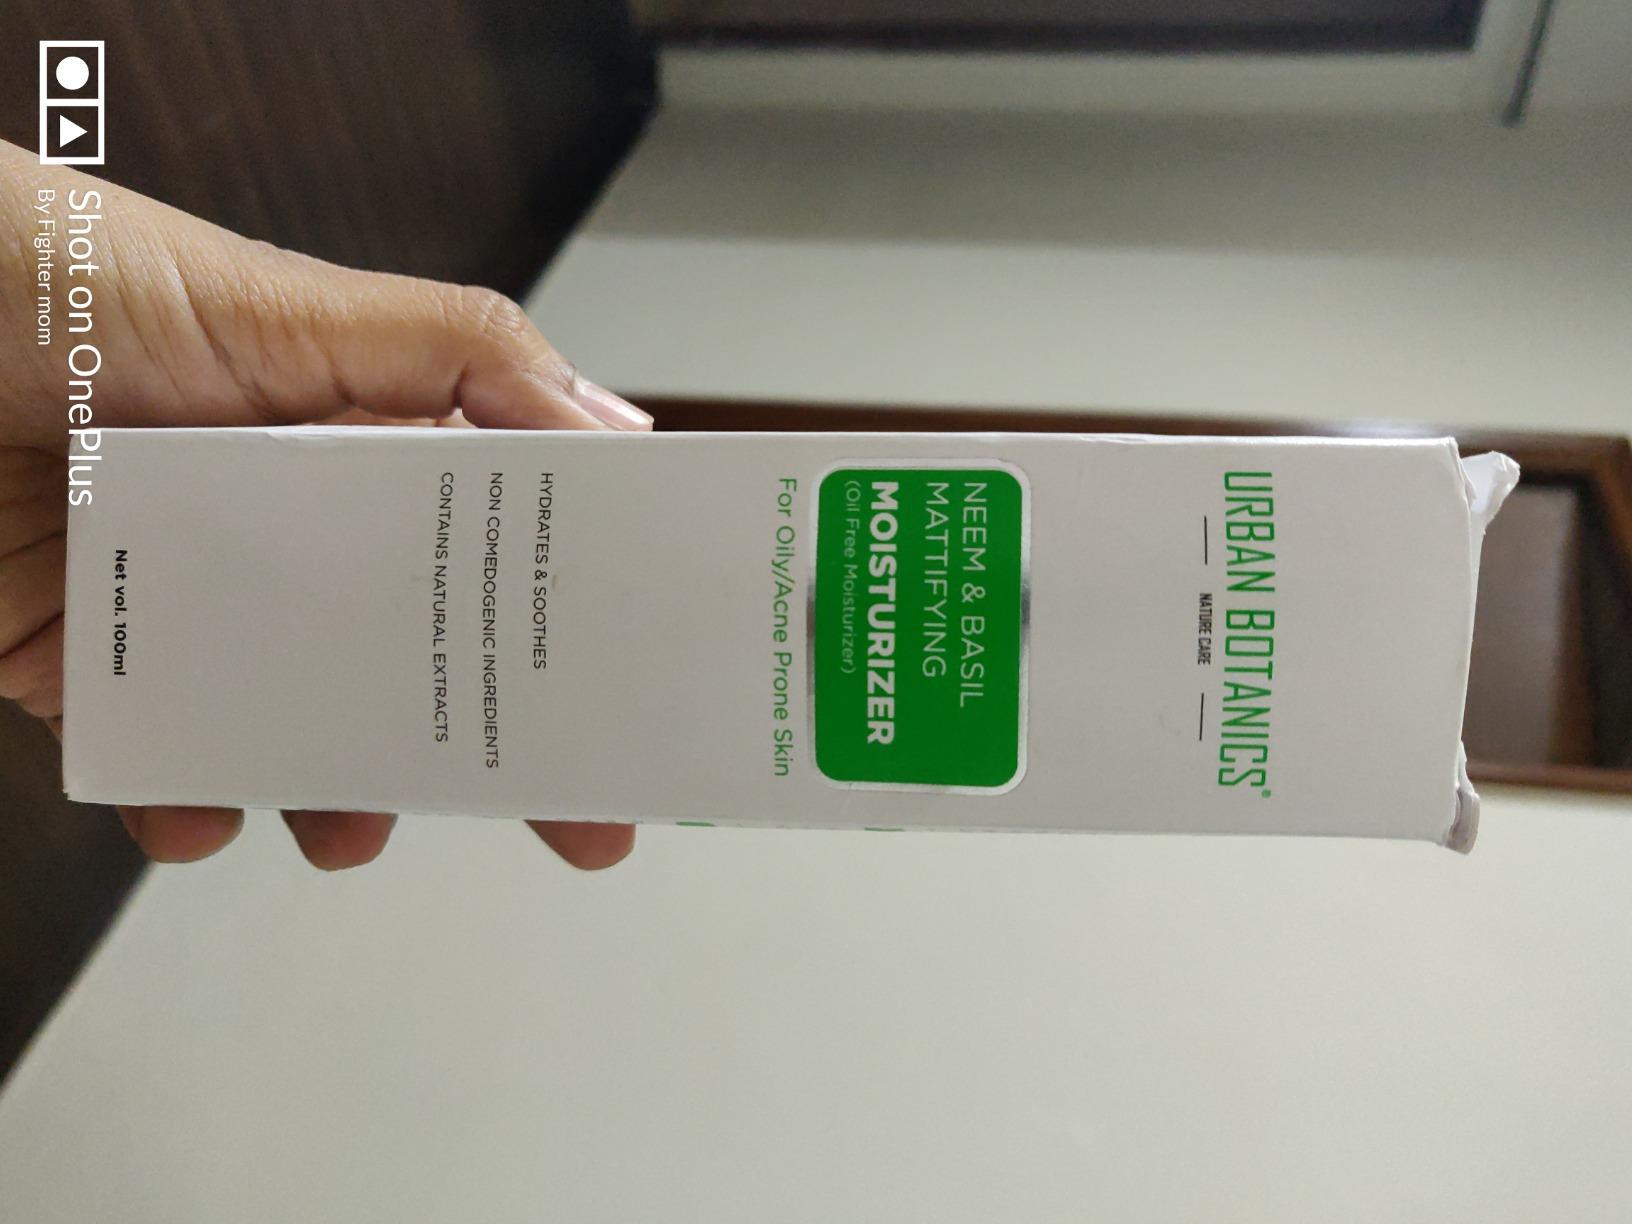 URBAN BOTANICS®
NATURE CARE
NEEM & BASIL
MATTIFYING
MOISTURIZER
(Oil Free Moisturizer)
For Oily/Acne Prone Skin
HYDRATES & SOOTHES
NON COMEDOGENIC INGREDIENTS
CONTAINS NATURAL EXTRACTS
Net vol. 100ml
Shot on OnePlus
By Fighter mom